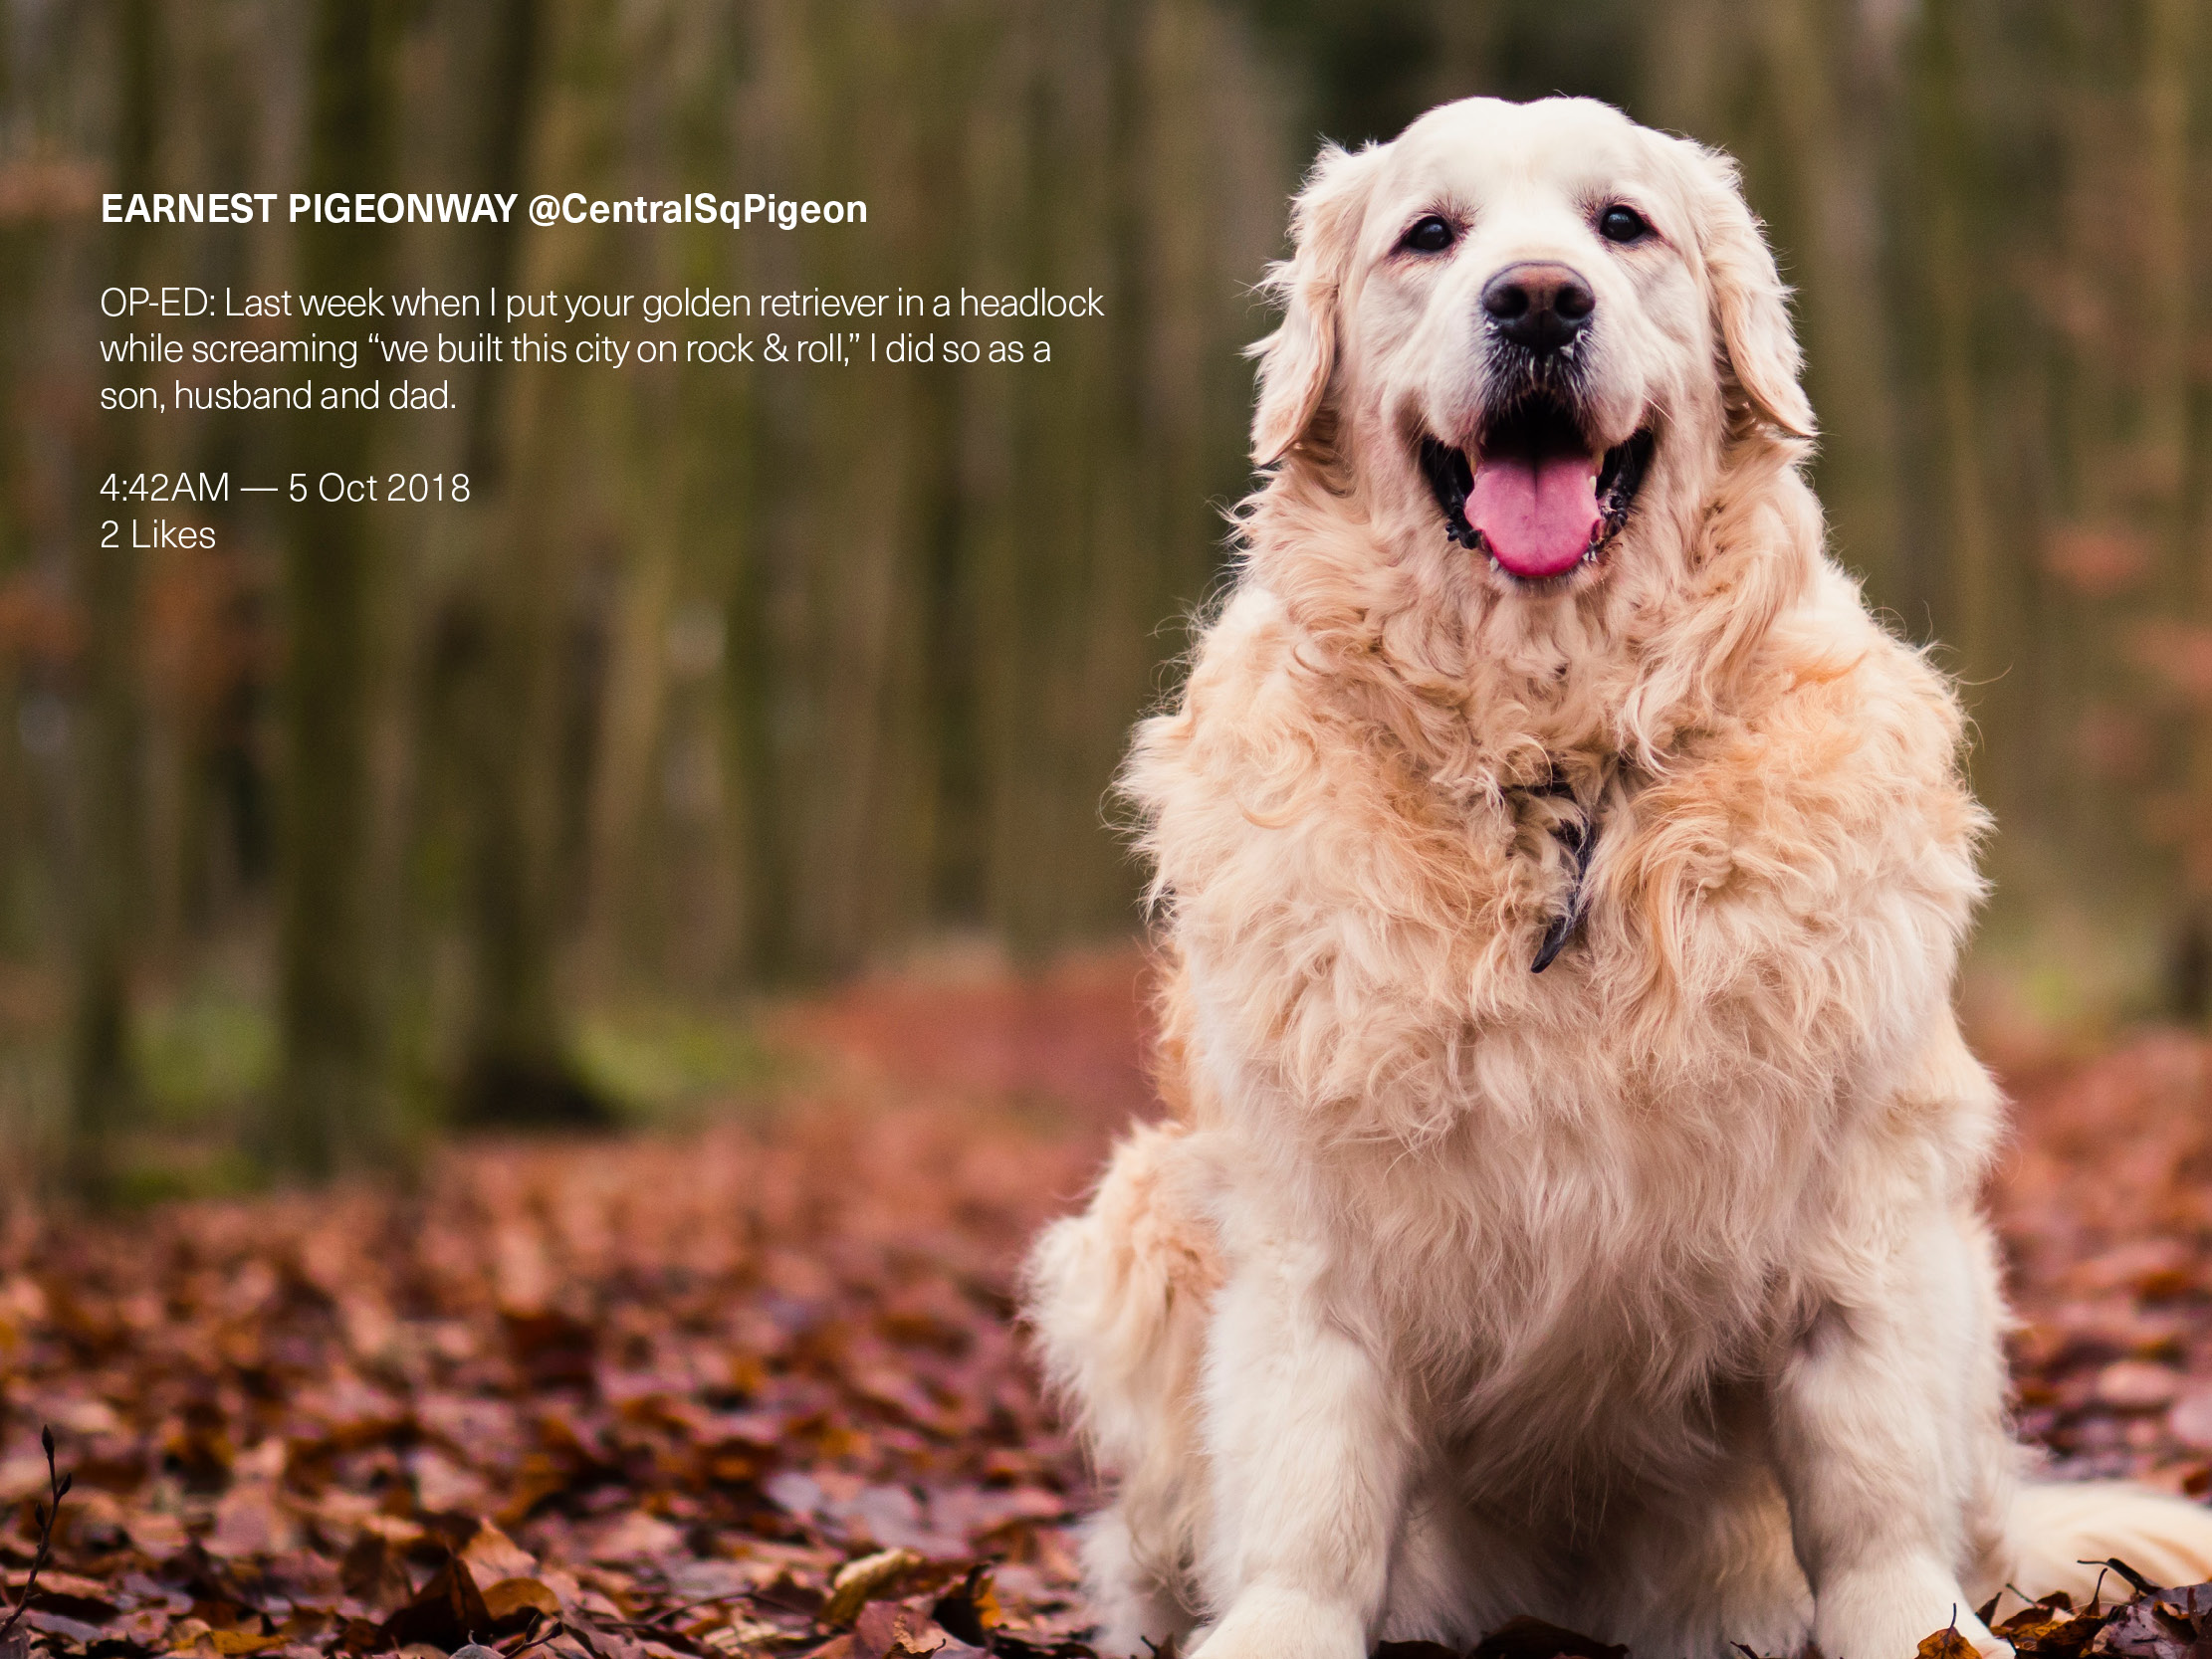 EARNEST PIGEONWAY @CentralSqPigeon
OP-ED: Last week when I put your golden retriever in a headlock
while screaming “we built this city on rock & roll,” I did so as a
son, husband and dad.
4:42AM — 5 Oct 2018
2 Likes